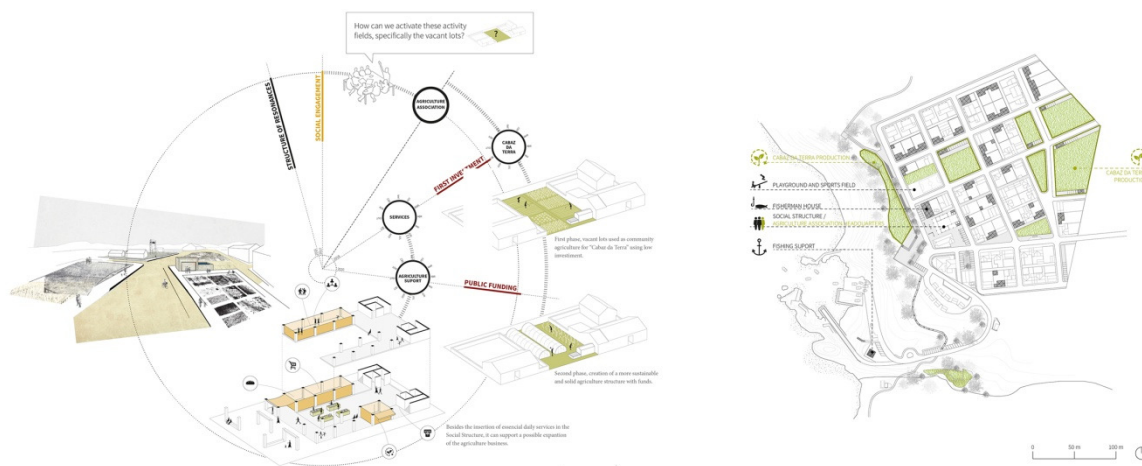 How can we activate these activity
fields, specifically the vacant lots?
?
STRUCTURE OF RESONANCES
SOCIAL ENGAGEMENT
AGRICULTURE
ASSOCIATION
CABAZ
DA
TERRA
FIRST INVESTMENT
SERVICES
First phase, vacant lots used as community
agriculture for "Cabaz da Terra" using low
investiment.
AGRICULTURE
SUPORT
PUBLIC FUNDING
Second phase, creation of a more sustainable
and solid agriculture structure with funds.
Besides the insertion of essencial daily services in the
Social Structure, it can support a possible expantion
of the agriculture business.
CABAZ DA TERRA PRODUCTION
PLAYGROUND AND SPORTS FIELD
FISHERMAN HOUSE
SOCIAL STRUCTURE /
AGRICULTURE ASSOCIATION HEADQUARTERS
FISHING SUPORT
CABAZ DA
0 50 m 100 m